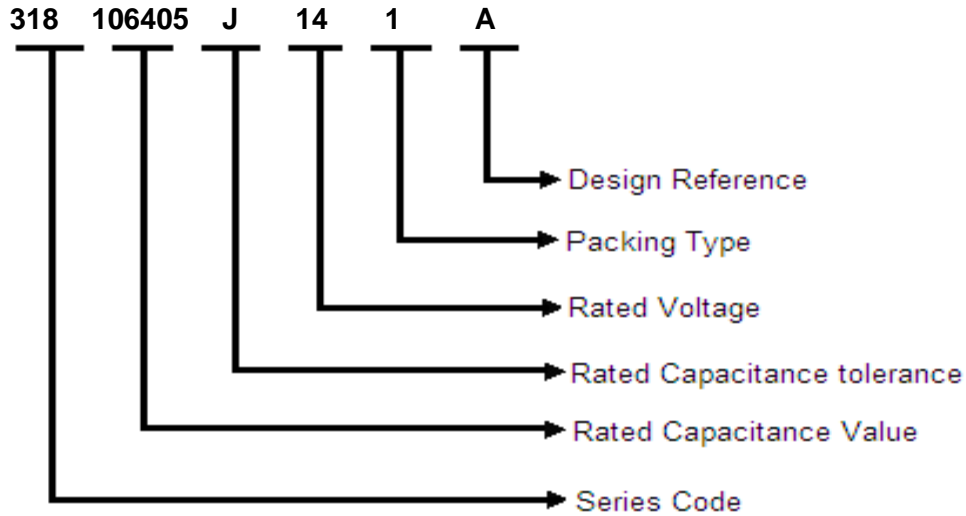 318 106405 J 14 1 A
Design Reference
Packing Type
Rated Voltage
Rated Capacitance tolerance
Rated Capacitance Value
Series Code